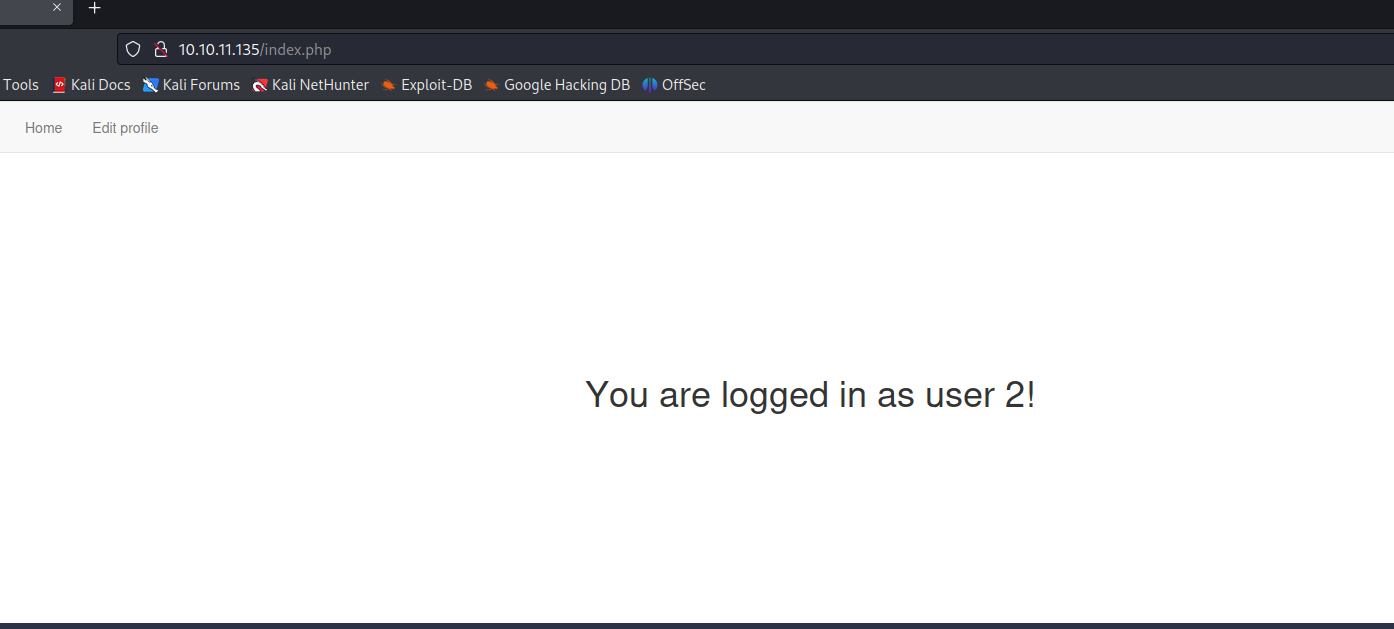 10.10.11.135/index.php
Tools Kali Docs Kali Forums Kali NetHunter Exploit-DB Google Hacking DB OffSec
Home Edit profile
You are logged in as user 2!